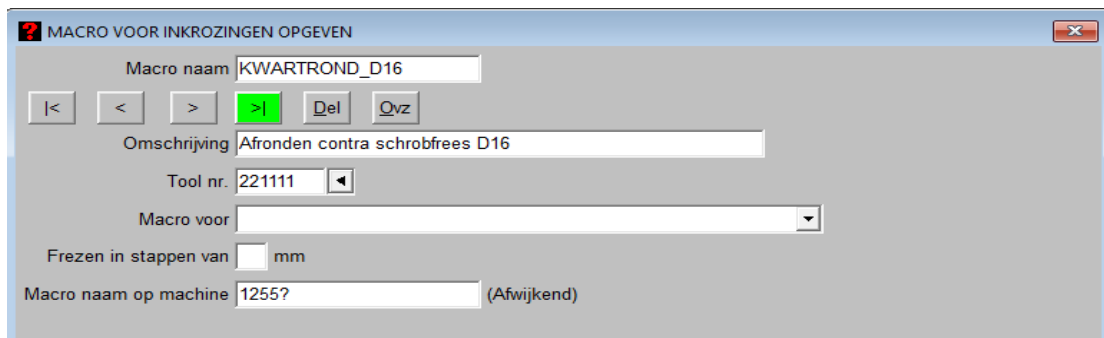 ? MACRO VOOR INKROZINGEN OPGEVEN
Macro naam KWARTROND_D16
|< < > >| Del Ovz
Omschrijving Afronden contra schrobfrees D16
Tool nr. 221111
Macro voor
Frezen in stappen van mm
Macro naam op machine 1255? (Afwijkend)